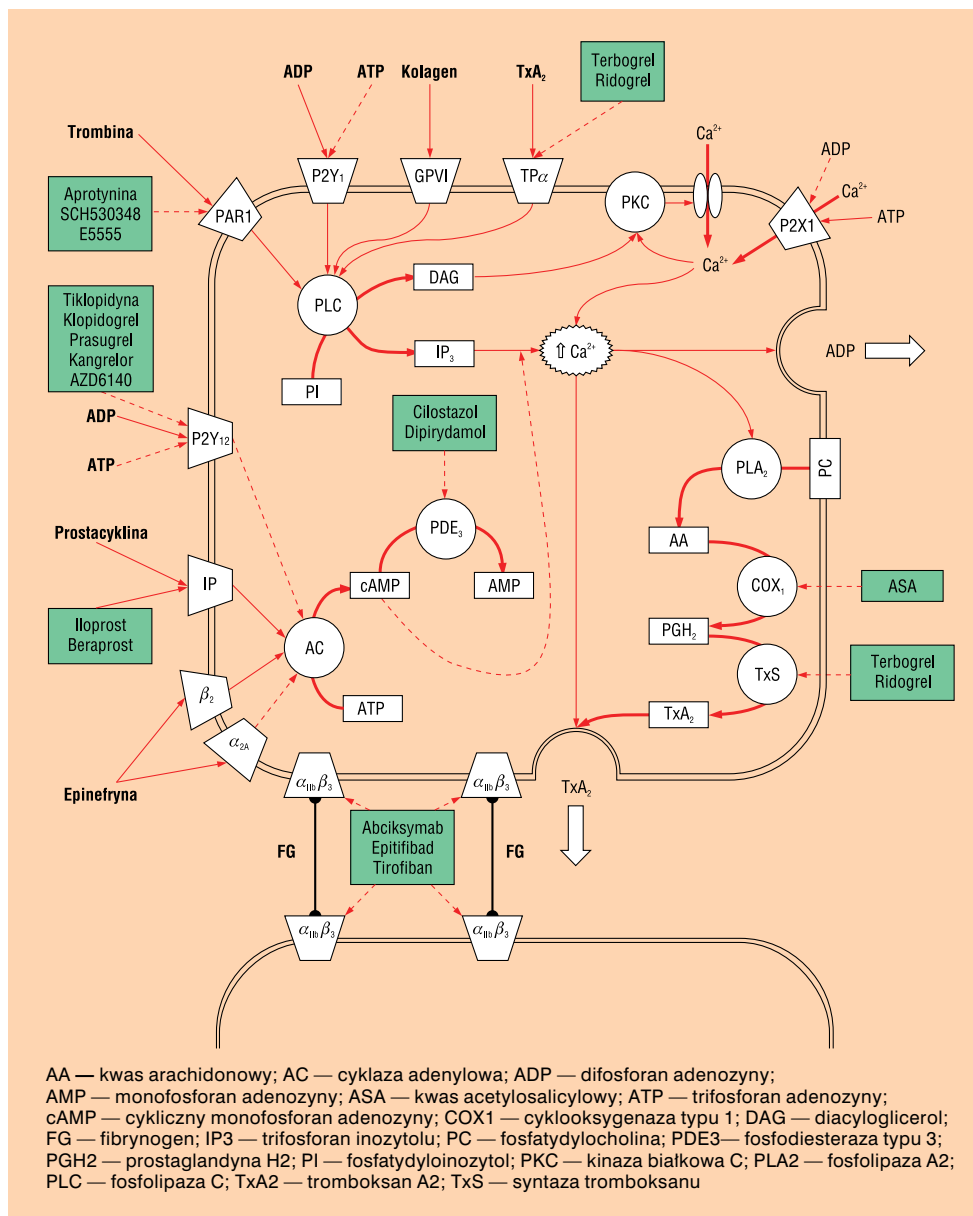 ADP
ATP
Kolagen
TxA2
Terbogrel
Ridogrel
Trombina
Ca2+
ADP
Ca2+
ATP
Aprotynina
SCH530348
E5555
PAR1
P2Y1
GPVI
TPα
PKC
P2X1
Ca2+
DAG
PLC
IP3
⇧ Ca2+
PI
ADP
Tiklopidyna
Klopidogrel
Prasugrel
Kangrelor
AZD6140
ADP
P2Y12
ATP
Cilostazol
Dipirydamol
PLA2
PC
PDE3
AA
Prostacyklina
IP
cAMP
AMP
COX1
ASA
Iloprost
Beraprost
PGH2
AC
TxS
Terbogrel
Ridogrel
β2
ATP
TxA2
α2A
Epinefryna
αIIbβ3
αIIbβ3
TxA2
FG
Abciksymab
Epitifibad
Tirofiban
FG
αIIbβ3
αIIbβ3
AA — kwas arachidonowy; AC — cyklaza adenylowa; ADP — difosforan adenozyny;
AMP — monofosforan adenozyny; ASA — kwas acetylosalicylowy; ATP — trifosforan adenozyny;
cAMP — cykliczny monofosforan adenozyny; COX1 — cyklooksygenaza typu 1; DAG — diacyloglicerol;
FG — fibrynogen; IP3 — trifosforan inozytolu; PC — fosfatydylocholina; PDE3— fosfodiesteraza typu 3;
PGH2 — prostaglandyna H2; PI — fosfatydyloinozytol; PKC — kinaza białkowa C; PLA2 — fosfolipaza A2;
PLC — fosfolipaza C; TxA2 — tromboksan A2; TxS — syntaza tromboksanu